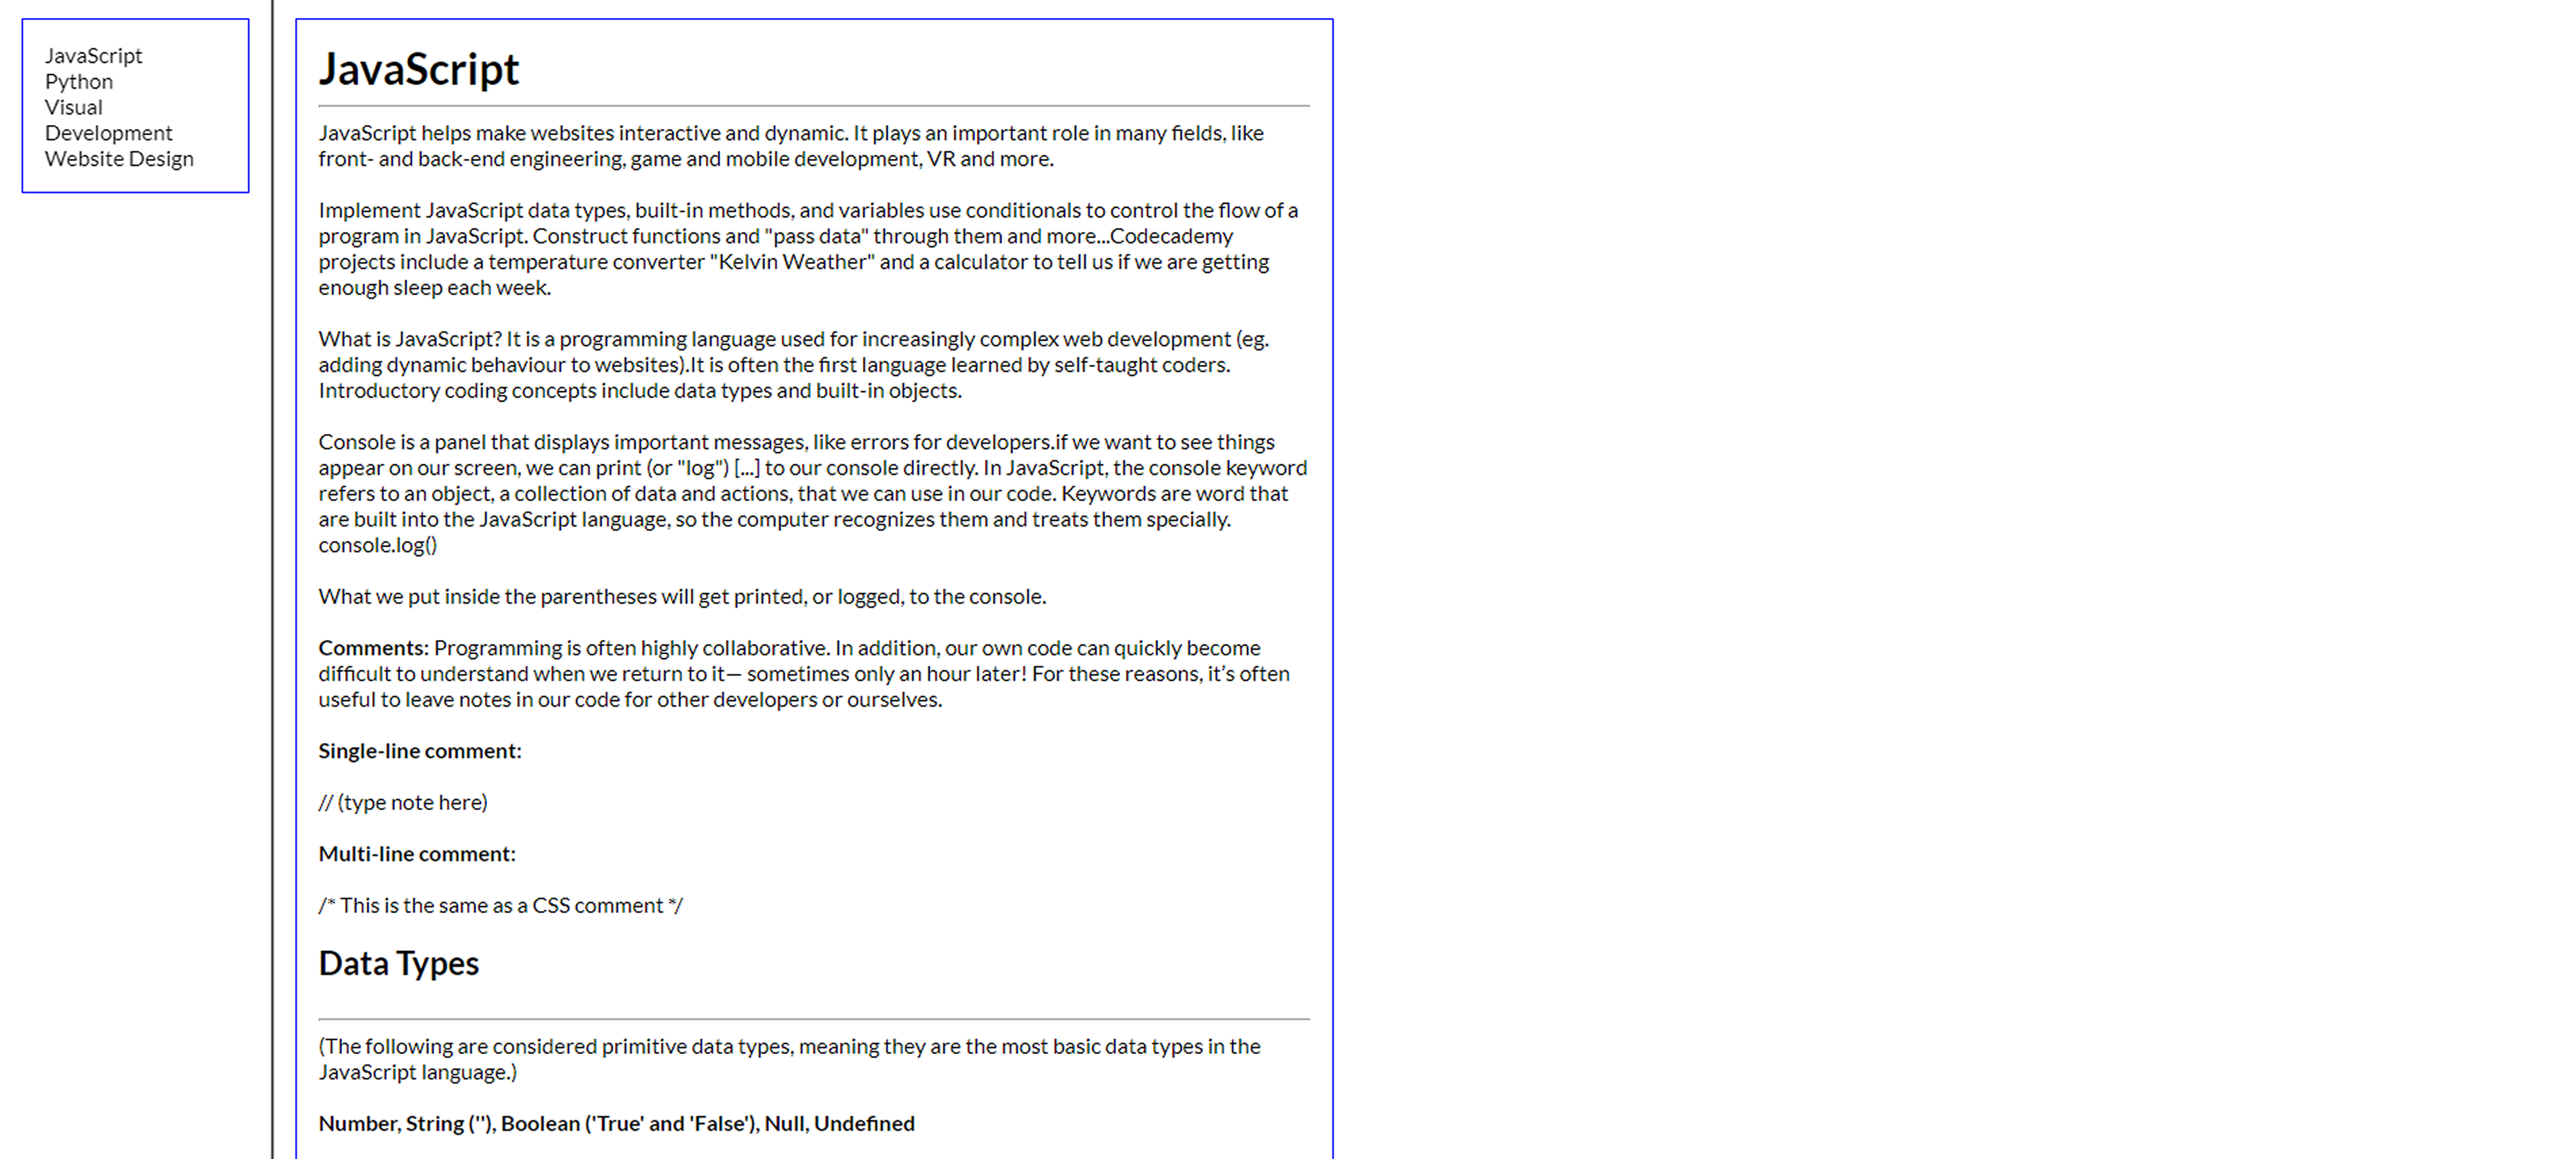 JavaScript
Python
Visual
Development
Website Design
JavaScript
JavaScript helps make websites interactive and dynamic. It plays an important role in many fields, like
front- and back-end engineering, game and mobile development, VR and more.
Implement JavaScript data types, built-in methods, and variables use conditionals to control the flow of a
program in JavaScript. Construct functions and "pass data" through them and more...Codecademy
projects include a temperature converter "Kelvin Weather" and a calculator to tell us if we are getting
enough sleep each week.
What is JavaScript? It is a programming language used for increasingly complex web development (eg.
adding dynamic behaviour to websites).It is often the first language learned by self-taught coders.
Introductory coding concepts include data types and built-in objects.
Console is a panel that displays important messages, like errors for developers.if we want to see things
appear on our screen, we can print (or "log") [...] to our console directly. In JavaScript, the console keyword
refers to an object, a collection of data and actions, that we can use in our code. Keywords are word that
are built into the JavaScript language, so the computer recognizes them and treats them specially.
console.log()
What we put inside the parentheses will get printed, or logged, to the console.
Comments: Programming is often highly collaborative. In addition, our own code can quickly become
difficult to understand when we return to it— sometimes only an hour later! For these reasons, it’s often
useful to leave notes in our code for other developers or ourselves.
Single-line comment:
// (type note here)
Multi-line comment:
/* This is the same as a CSS comment */
Data Types
(The following are considered primitive data types, meaning they are the most basic data types in the
JavaScript language.)
Number, String (''), Boolean ('True' and 'False'), Null, Undefined